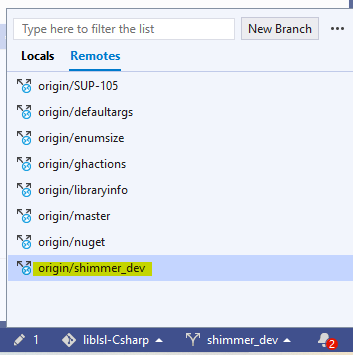 Type here to filter the list
New Branch
Locals Remotes
origin/SUP-105
origin/defaultargs
origin/enumsize
origin/ghactions
origin/libraryinfo
origin/master
origin/nuget
origin/shimmer_dev
1 liblsl-Csharp shimmer_dev 2